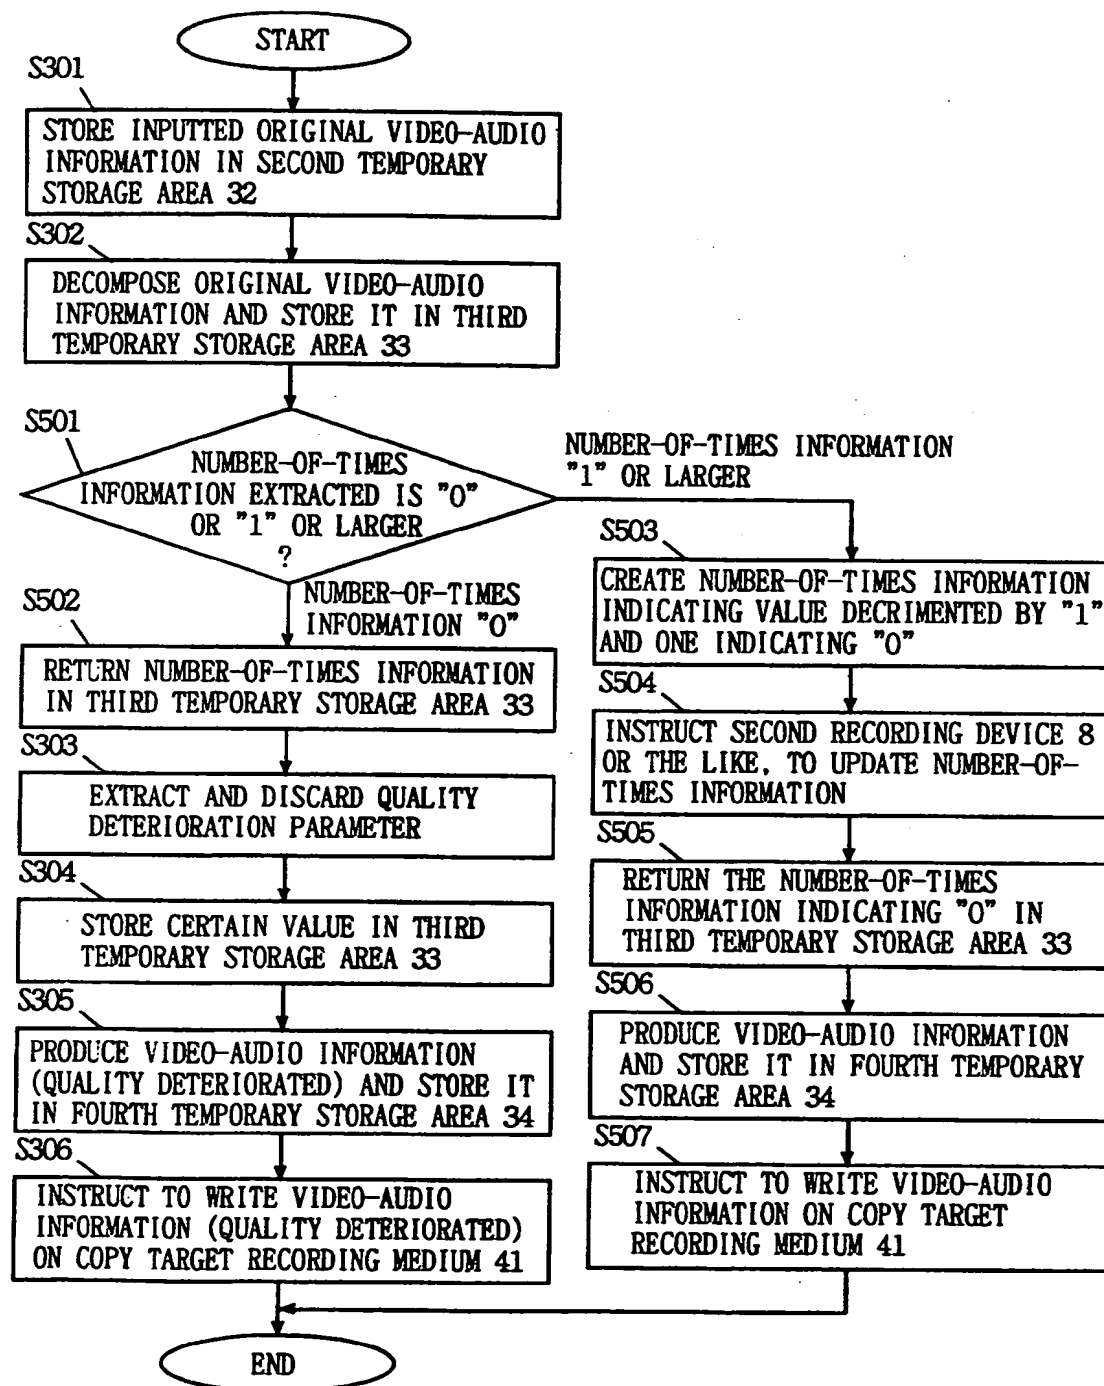 START
S301
STORE INPUTTED ORIGINAL VIDEO-AUDIO
INFORMATION IN SECOND TEMPORARY
STORAGE AREA 32
S302
DECOMPOSE ORIGINAL VIDEO-AUDIO
INFORMATION AND STORE IT IN THIRD
TEMPORARY STORAGE AREA 33
S501
NUMBER-OF-TIMES
INFORMATION EXTRACTED IS "0"
OR "1" OR LARGER
?
NUMBER-OF-TIMES
INFORMATION "0"
S502
RETURN NUMBER-OF-TIMES INFORMATION
IN THIRD TEMPORARY STORAGE AREA 33
S303
EXTRACT AND DISCARD QUALITY
DETERIORATION PARAMETER
S304
STORE CERTAIN VALUE IN THIRD
TEMPORARY STORAGE AREA 33
S305
PRODUCE VIDEO-AUDIO INFORMATION
(QUALITY DETERIORATED) AND STORE IT
IN FOURTH TEMPORARY STORAGE AREA 34
S306
INSTRUCT TO WRITE VIDEO-AUDIO
INFORMATION (QUALITY DETERIORATED)
ON COPY TARGET RECORDING MEDIUM 41
NUMBER-OF-TIMES INFORMATION
"1" OR LARGER
S503
CREATE NUMBER-OF-TIMES INFORMATION
INDICATING VALUE DECRIMENTED BY "1"
AND ONE INDICATING "0"
S504
INSTRUCT SECOND RECORDING DEVICE 8
OR THE LIKE, TO UPDATE NUMBER-OF-
TIMES INFORMATION
S505
RETURN THE NUMBER-OF-TIMES
INFORMATION INDICATING "0" IN
THIRD TEMPORARY STORAGE AREA 33
S506
PRODUCE VIDEO-AUDIO INFORMATION
AND STORE IT IN FOURTH TEMPORARY
STORAGE AREA 34
S507
INSTRUCT TO WRITE VIDEO-AUDIO
INFORMATION ON COPY TARGET
RECORDING MEDIUM 41
END